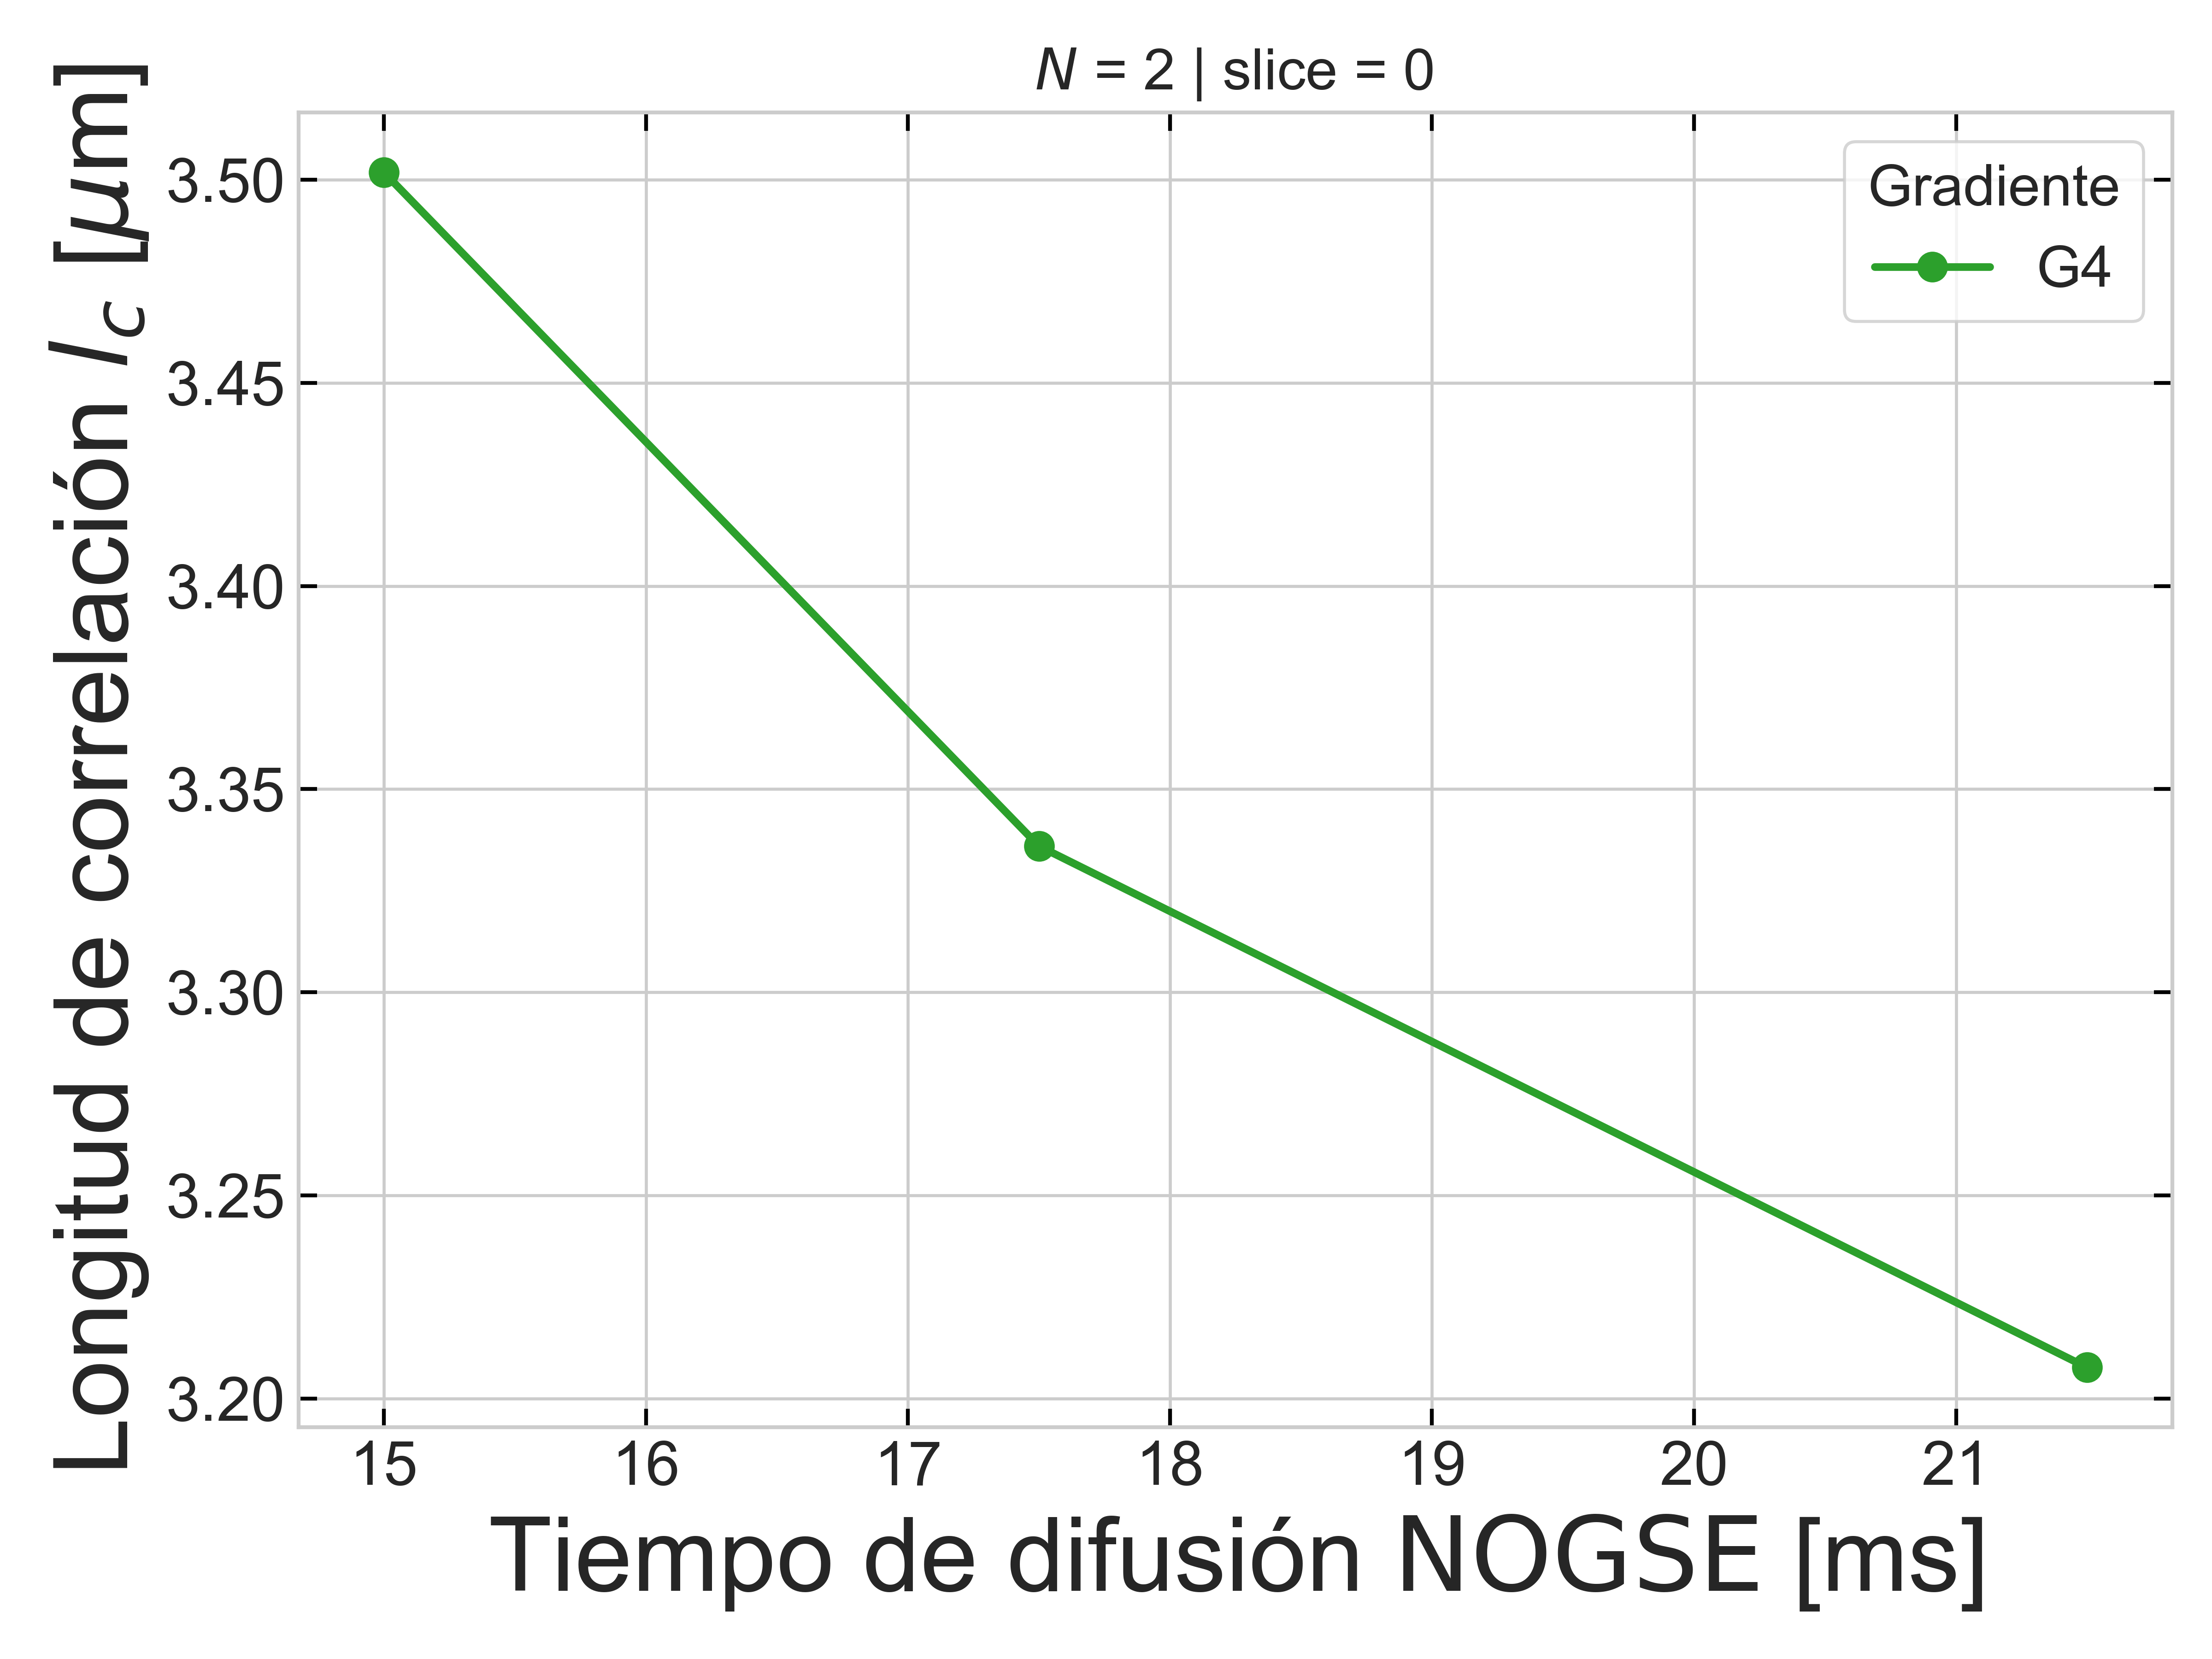 N = 2 | slice = 0
Longitud de correlación lc [μm]
3.50
3.45
3.40
3.35
3.30
3.25
3.20
Gradiente
G4
15 16 17 18 19 20 21
Tiempo de difusión NOGSE [ms]